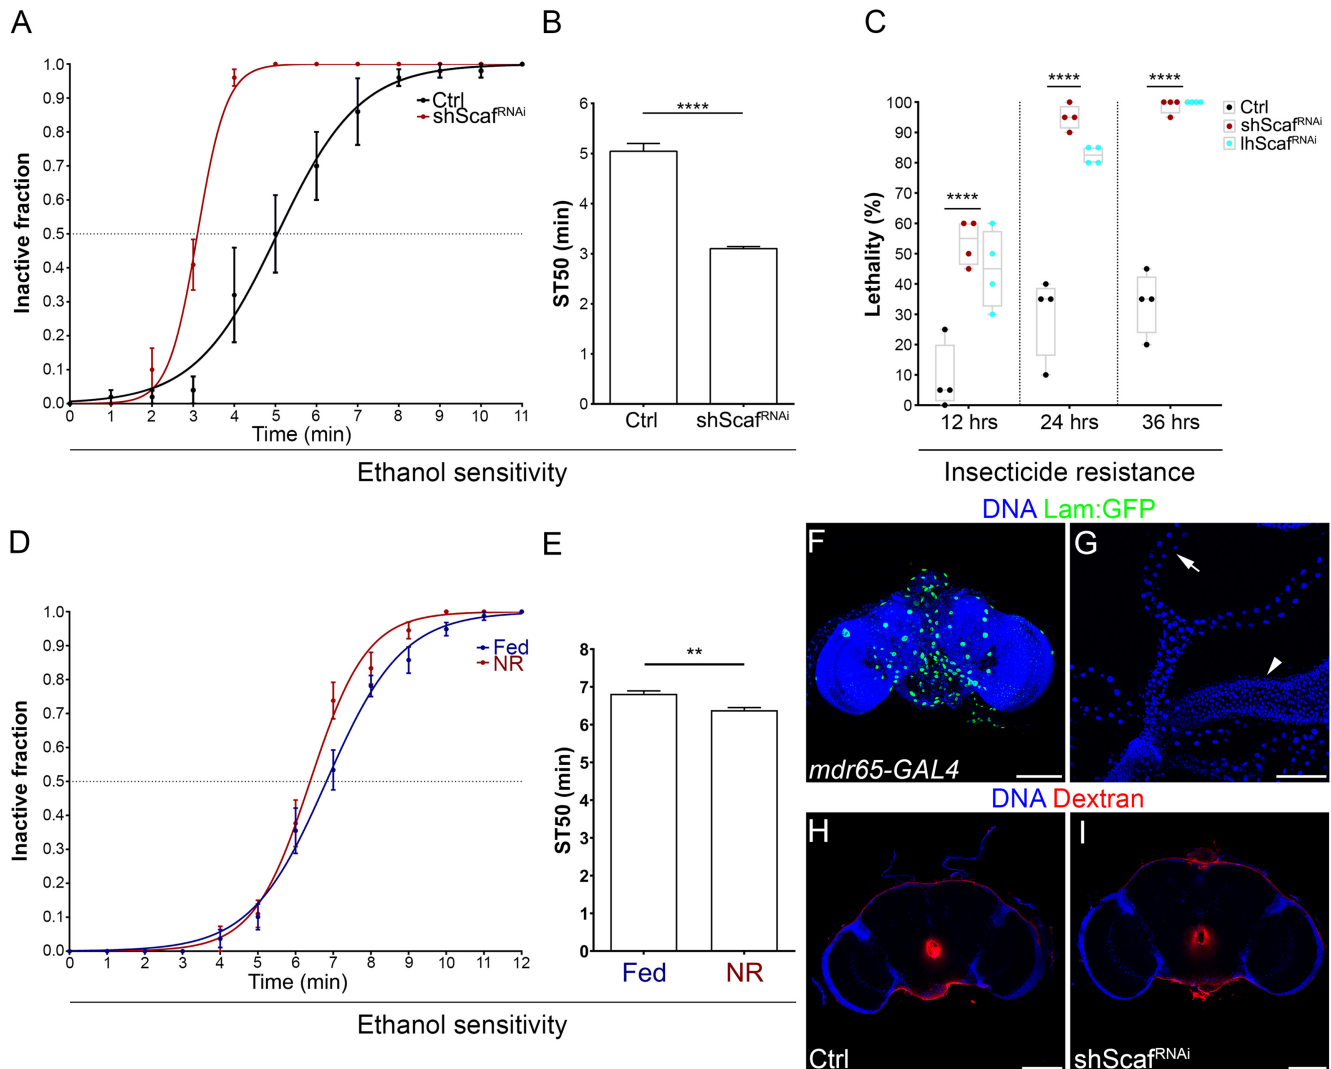 A
Inactive fraction
1.0
0.9
0.8
0.7
0.6
0.5
0.4
0.3
0.2
0.1
0.0
0 1 2 3 4 5 6 7 8 9 10 11
Time (min)
Ctrl
shScafRNAi
B
ST50 (min)
6
5
4
3
2
1
0
****
Ctrl shScafRNAi
Ethanol sensitivity
C
Lethality (%)
100
90
80
70
60
50
40
30
20
10
0
**** **** ****
12 hrs 24 hrs 36 hrs
Ctrl
shScafRNAi
lhScafRNAi
Insecticide resistance
D
Inactive fraction
1.0
0.9
0.8
0.7
0.6
0.5
0.4
0.3
0.2
0.1
0.0
0 1 2 3 4 5 6 7 8 9 10 11 12
Time (min)
Fed
NR
E
ST50 (min)
8
7
6
5
4
3
2
1
0
**
Fed NR
Ethanol sensitivity
DNA Lam:GFP
F
mdr65-GAL4
G
DNA Dextran
H
Ctrl
I
shScafRNAi